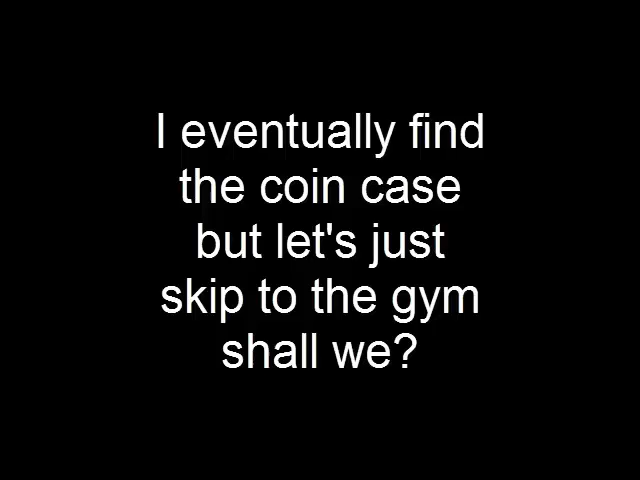 I eventually find
the coin case
but let's just
skip to the gym
shall we?